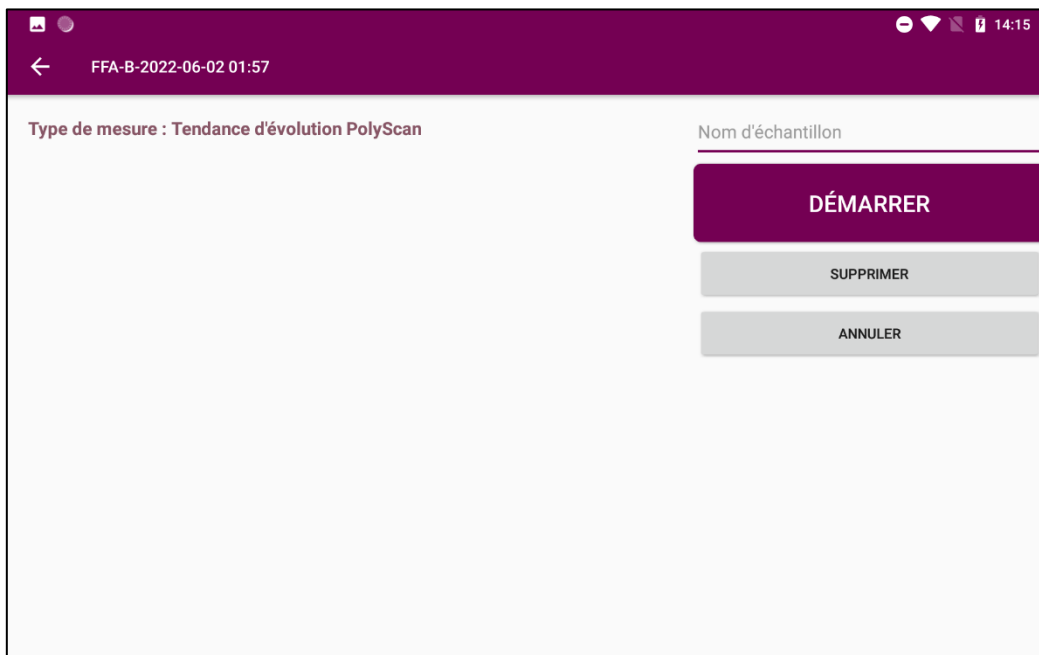 14:15
FFA-B-2022-06-02 01:57
Type de mesure : Tendance d'évolution PolyScan
Nom d'échantillon
DÉMARRER
SUPPRIMER
ANNULER